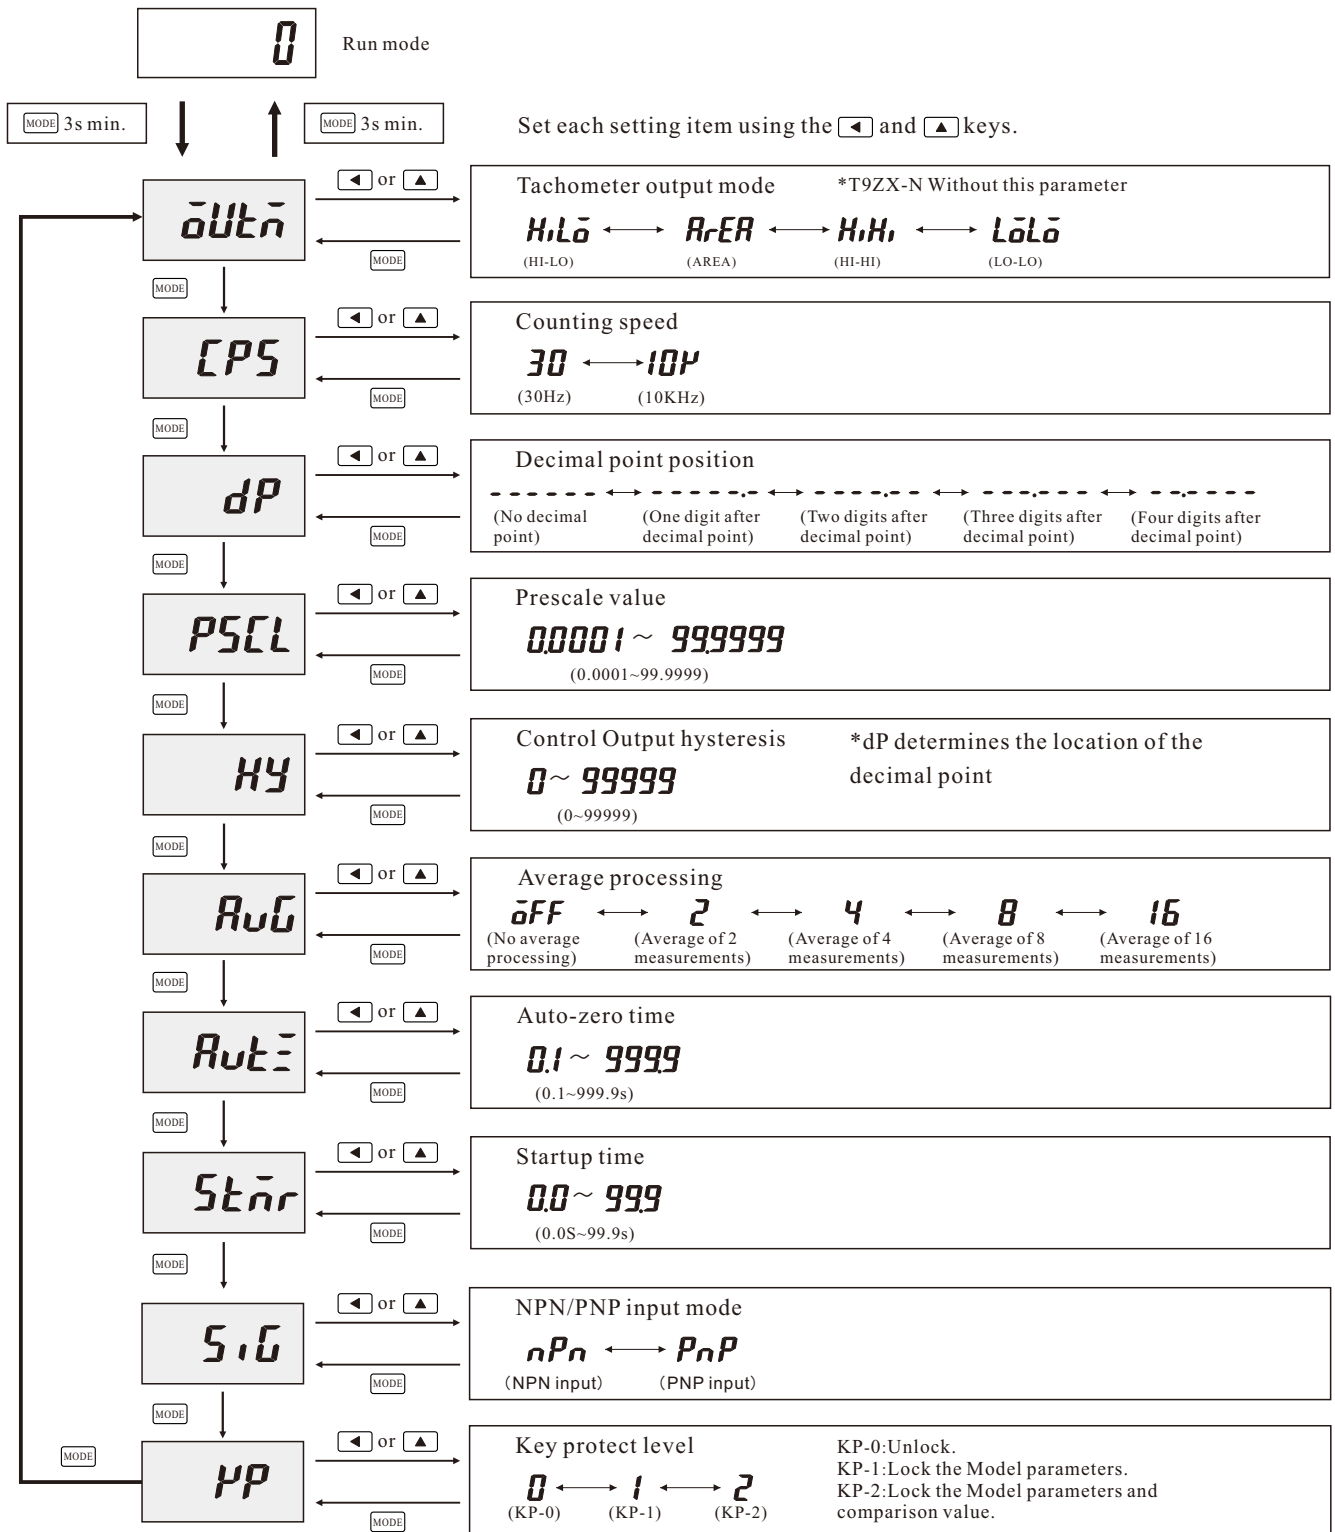 0
Run mode
MODE 3s min.
MODE 3s min.
Set each setting item using the ◄ and ▲ keys.
◄ or ▲
MODE
oUtm
Tachometer output mode *T9ZX-N Without this parameter
HiLo ArEA HiHi LoLo
(HI-LO) (AREA) (HI-HI) (LO-LO)
MODE
◄ or ▲
MODE
CPS
Counting speed
30 10K
(30Hz) (10KHz)
MODE
◄ or ▲
MODE
dP
Decimal point position
------ -----.- ----.-- ---.--- --.----
(No decimal point)
(One digit after decimal point)
(Two digits after decimal point)
(Three digits after decimal point)
(Four digits after decimal point)
MODE
◄ or ▲
MODE
PSCL
Prescale value
0.0001~ 99.9999
(0.0001~99.9999)
MODE
◄ or ▲
MODE
HY
Control Output hysteresis
0~ 99999
(0~99999)
*dP determines the location of the
decimal point
MODE
◄ or ▲
MODE
AvG
Average processing
oFF 2 4 8 16
(No average processing)
(Average of 2 measurements)
(Average of 4 measurements)
(Average of 8 measurements)
(Average of 16 measurements)
MODE
◄ or ▲
MODE
AutZ
Auto-zero time
0.1~ 999.9
(0.1~999.9s)
MODE
◄ or ▲
MODE
Stmr
Startup time
0.0~ 99.9
(0.0S~99.9s)
MODE
◄ or ▲
MODE
SiG
NPN/PNP input mode
nPn PnP
(NPN input) (PNP input)
MODE
MODE
◄ or ▲
MODE
KP
Key protect level
0 1 2
(KP-0) (KP-1) (KP-2)
KP-0:Unlock.
KP-1:Lock the Model parameters.
KP-2:Lock the Model parameters and
comparison value.